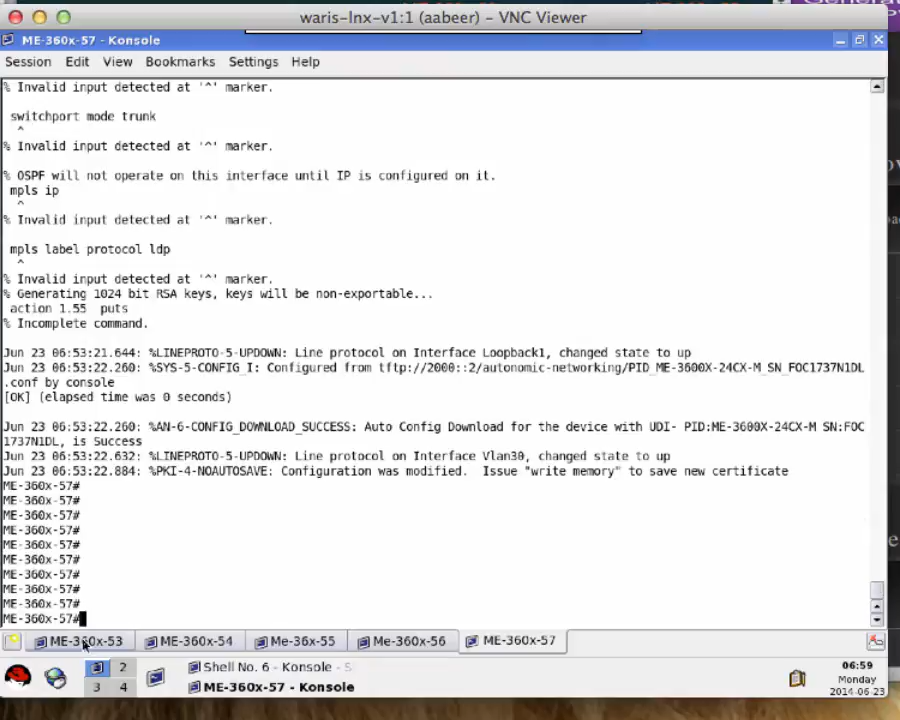 waris-lnx-v1:1 (aabeer) – VNC Viewer
ME-360x-57 - Konsole
Session Edit View Bookmarks Settings Help
% Invalid input detected at '^' marker.
switchport mode trunk
^
% Invalid input detected at '^' marker.
% OSPF will not operate on this interface until IP is configured on it.
mpls ip
^
% Invalid input detected at '^' marker.
mpls label protocol ldp
^
% Invalid input detected at '^' marker.
% Generating 1024 bit RSA keys, keys will be non-exportable...
action 1.55  puts
% Incomplete command.
Jun 23 06:53:21.644: %LINEPROTO-5-UPDOWN: Line protocol on Interface Loopback1, changed state to up
Jun 23 06:53:22.260: %SYS-5-CONFIG_I: Configured from tftp://2000::2/autonomic-networking/PID_ME-3600X-24CX-M_SN_FOC1737N1DL
.conf by console
[OK] (elapsed time was 0 seconds)
Jun 23 06:53:22.260: %AN-6-CONFIG_DOWNLOAD_SUCCESS: Auto Config Download for the device with UDI- PID:ME-3600X-24CX-M SN:FOC
1737N1DL, is Success
Jun 23 06:53:22.632: %LINEPROTO-5-UPDOWN: Line protocol on Interface Vlan30, changed state to up
Jun 23 06:53:22.884: %PKI-4-NOAUTOSAVE: Configuration was modified.  Issue "write memory" to save new certificate
ME-360x-57#
ME-360x-57#
ME-360x-57#
ME-360x-57#
ME-360x-57#
ME-360x-57#
ME-360x-57#
ME-360x-57#
ME-360x-57#
ME-360x-57#
ME-360x-53 ME-360x-54 Me-36x-55 Me-360x-56 ME-360x-57
1 2 Shell No. 6 - Konsole - 06:59
3 4 ME-360x-57 - Konsole Monday
2014-06-23